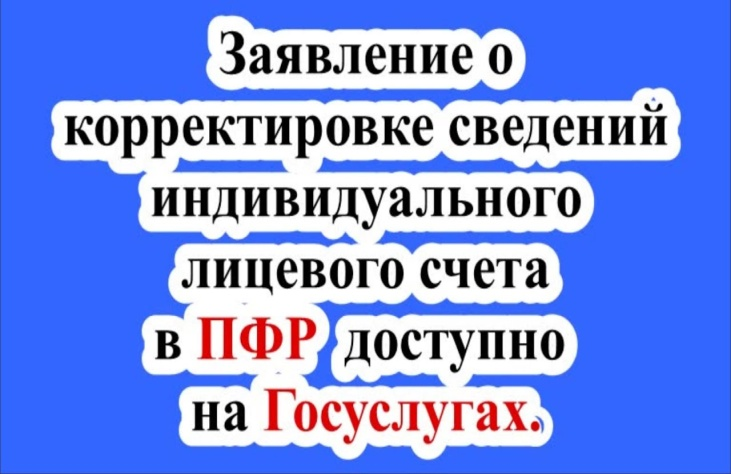 Заявление о
корректировке сведений
индивидуального
лицевого счета
в ПФР доступно
на Госуслугах.